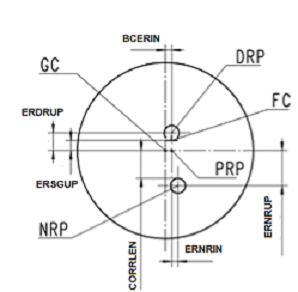 BCERIN
GC
DRP
FC
ERDRUP
ERSGUP
PRP
NRP
CORRLEN
ERNRIN
ERNRUP